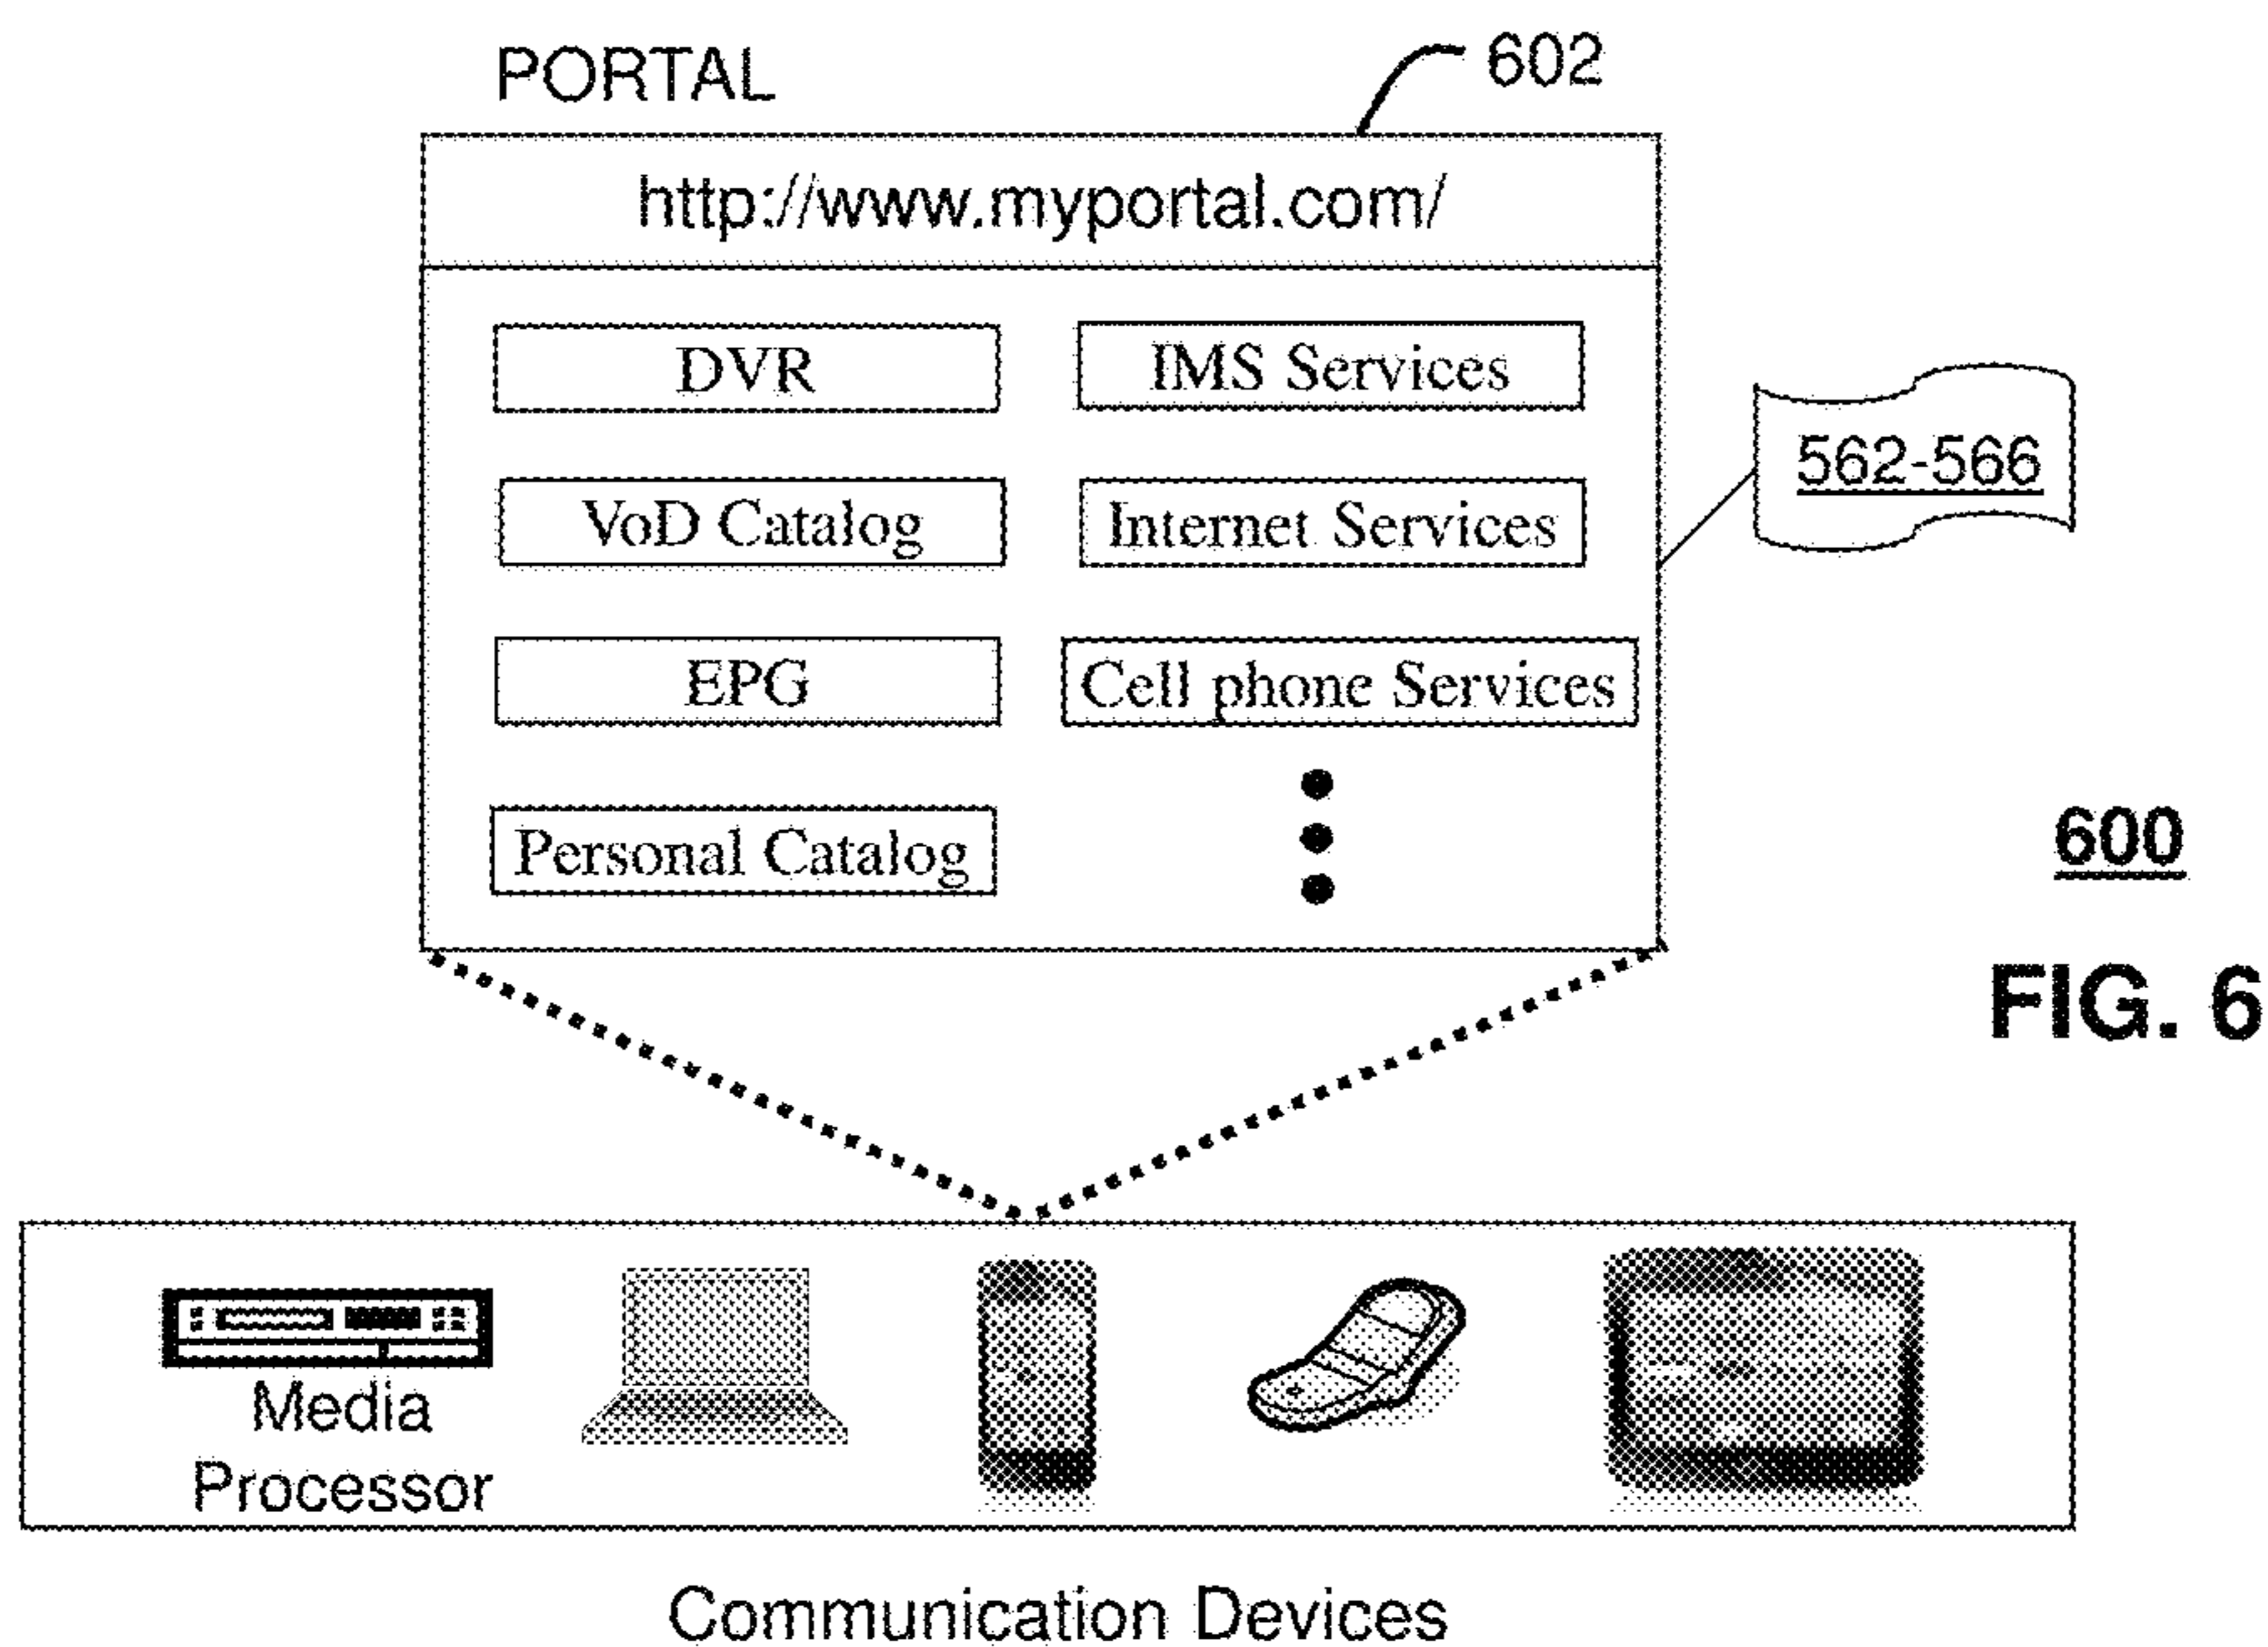 PORTAL
602
http://www.myportal.com/
DVR
IMS Services
VoD Catalog
Internet Services
562-566
EPG
Cell phone Services
Personal Catalog
600
FIG. 6
Media
Processor
Communication Devices